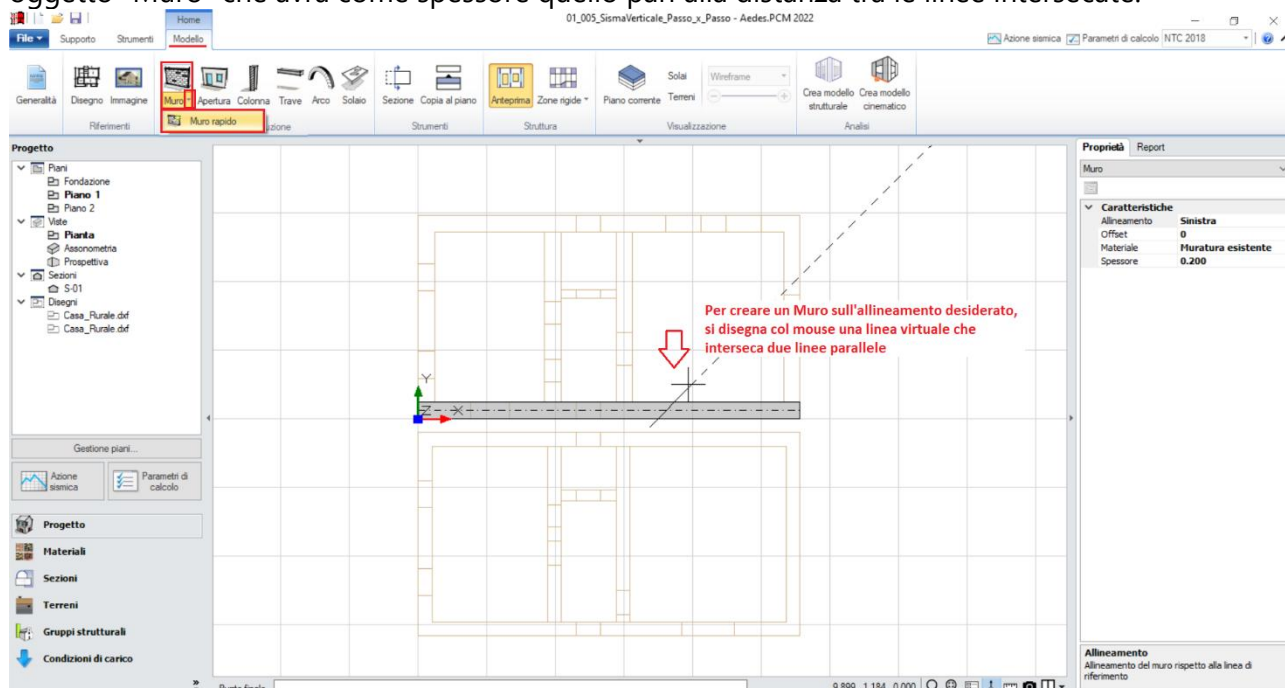 oggetto "Muro" che avrà come spessore quello pari alla distanza tra le linee intersecate.
01_005_SismaVerticale_Passo_x_Passo - Aedes.PCM 2022
File Supporto Strumenti Home Modello
Azione sismica Parametri di calcolo NTC 2018
Generalità Disegno Immagine Muro Apertura Colonna Trave Arco Solaio Sezione Copia al piano Anteprima Zone rigide Piano corrente Solai Terreni Wireframe Crea modello strutturale Crea modello cinematico
Muro rapido
Riferimenti Strumenti Struttura Visualizzazione Analisi
Progetto
Piani
Fondazione
Piano 1
Piano 2
Viste
Pianta
Assonometria
Prospettiva
Sezioni
S-01
Disegni
Casa_Rurale.dxf
Casa_Rurale.dxf
Gestione piani...
Azione sismica
Parametri di calcolo
Progetto
Materiali
Sezioni
Terreni
Gruppi strutturali
Condizioni di carico
Per creare un Muro sull'allineamento desiderato,
si disegna col mouse una linea virtuale che
interseca due linee parallele
Y
Z X
Proprietà Report
Muro
Caratteristiche
Allineamento Sinistra
Offset 0
Materiale Muratura esistente
Spessore 0.200
Allineamento
Allineamento del muro rispetto alla linea di
riferimento
Punto finale
9.899 1.184 0.000